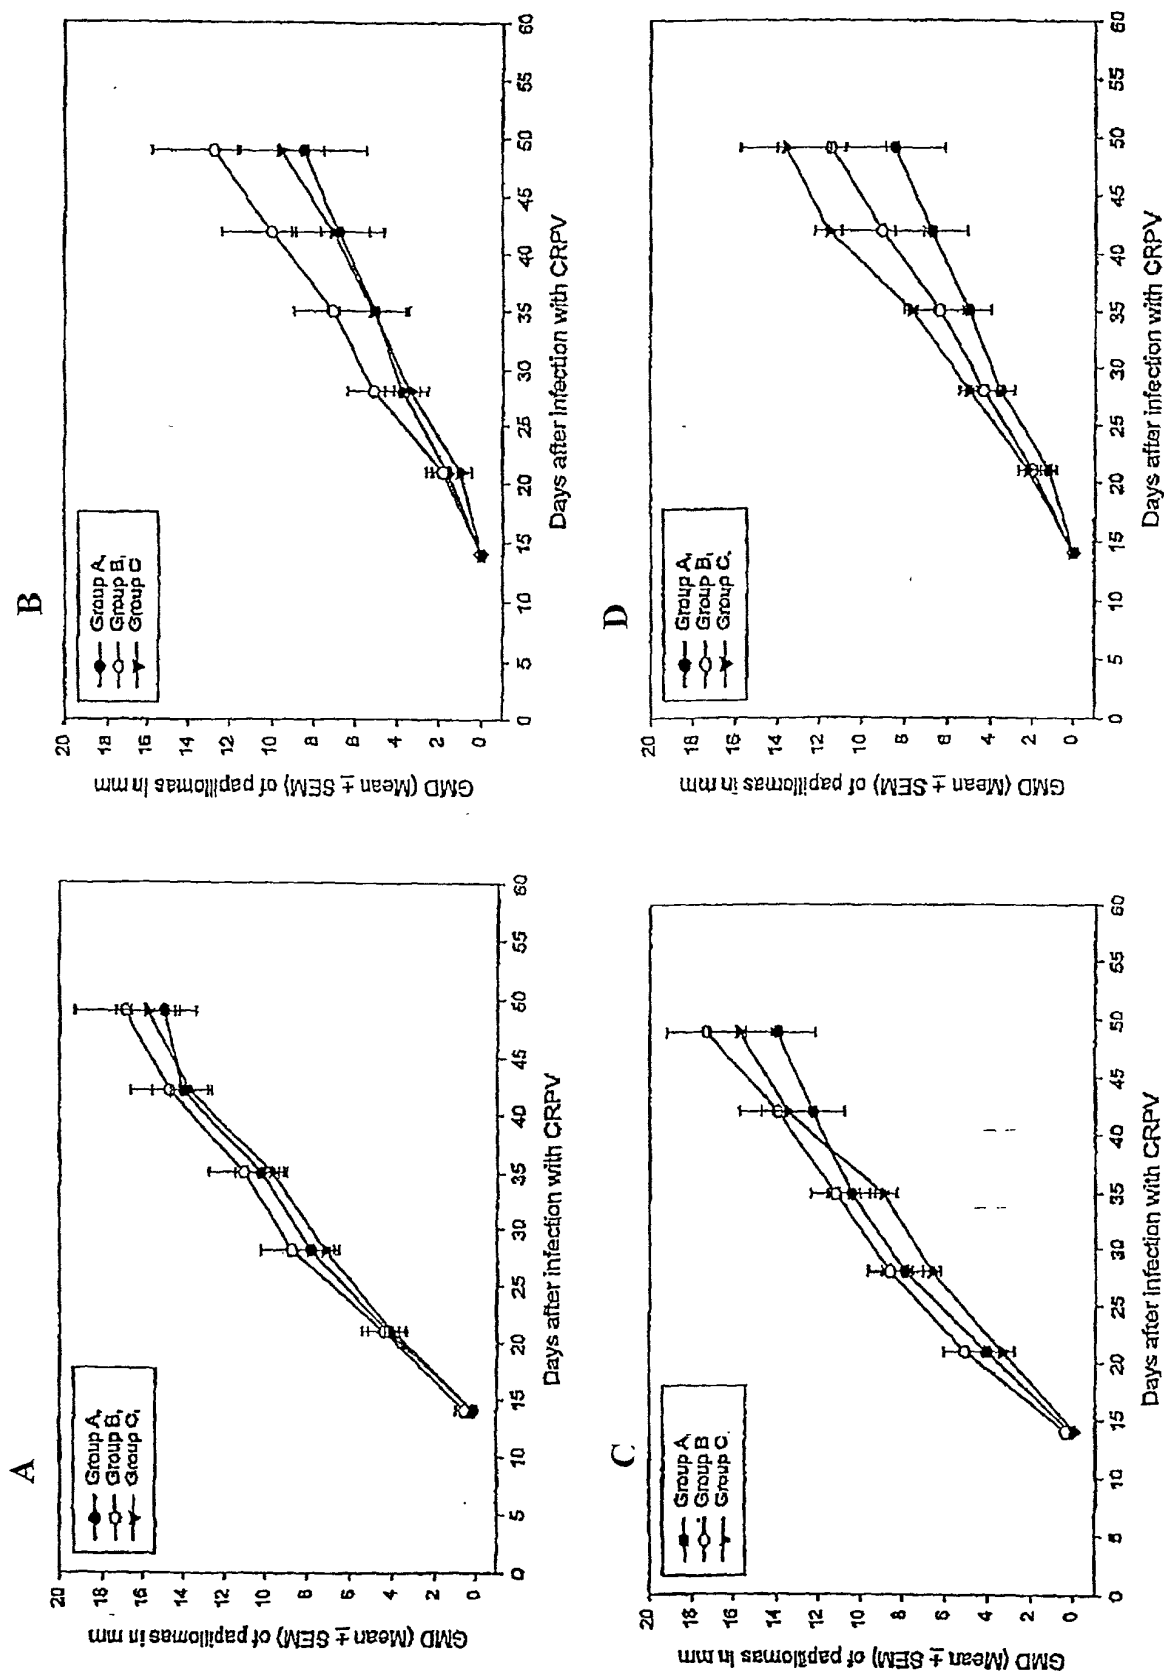 A
Group A,
Group B,
Group C,
GMD (Mean ± SEM) of papillomas in mm
20
18
16
14
12
10
8
6
4
2
0
0 5 10 15 20 25 30 35 40 45 50 55 60
Days after infection with CRPV
B
Group A,
Group B,
Group C
GMD (Mean ± SEM) of papillomas in mm
20
18
16
14
12
10
8
6
4
2
0
0 5 10 15 20 25 30 35 40 45 50 55 60
Days after infection with CRPV
C
Group A,
Group B
Group C.
GMD (Mean ± SEM) of papillomas in mm
20
18
16
14
12
10
8
6
4
2
0
0 5 10 15 20 25 30 35 40 45 50 55 60
Days after infection with CRPV
D
Group A,
Group B,
Group C,
GMD (Mean ± SEM) of papillomas in mm
20
18
16
14
12
10
8
6
4
2
0
0 5 10 15 20 25 30 35 40 45 50 55 60
Days after infection with CRPV